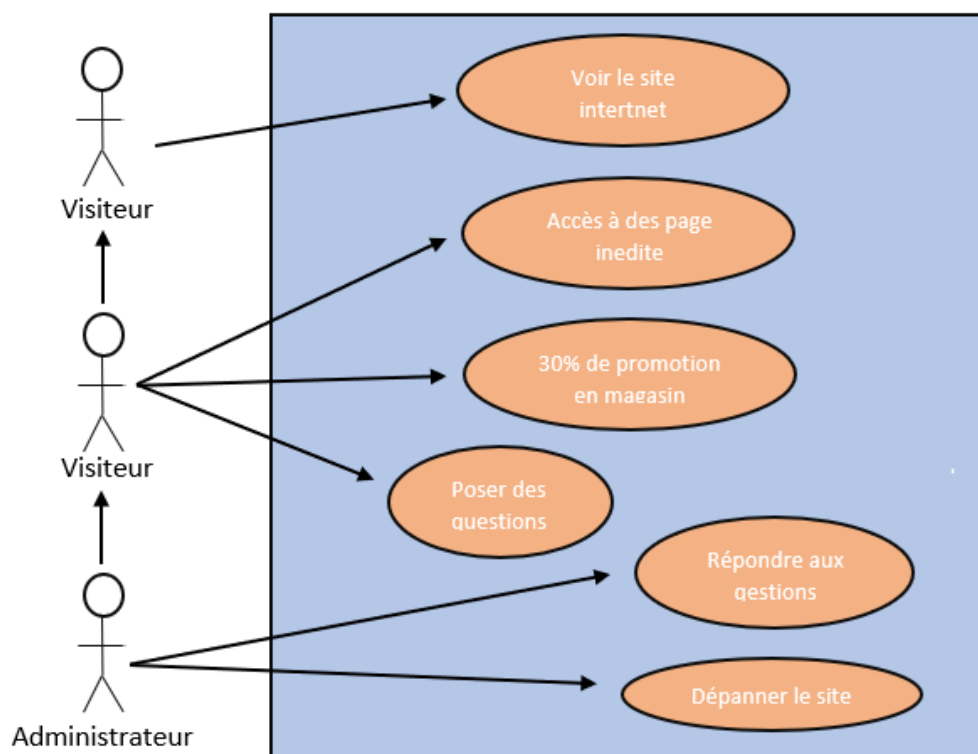 Voir le site
intertnet
Visiteur
Accès à des page
inedite
30% de promotion
en magasin
Visiteur
Poser des
questions
Répondre aux
gestions
Dépanner le site
Administrateur